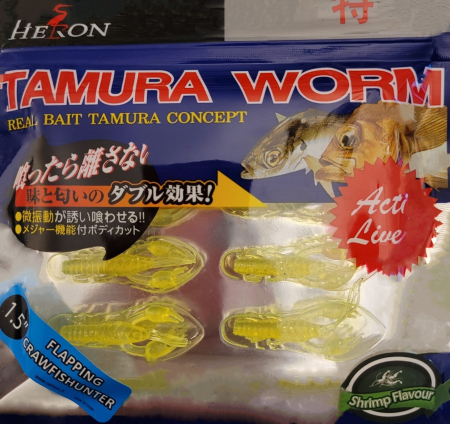 HERON
特
TAMURA WORM
REAL BAIT TAMURA CONCEPT
喰ったら離さない
味と匂いのダブル効果!
●微振動が誘い喰わせる!!
●メジャー機能付ボディカット
Acti
Live
1.5"
FLAPPING
CRAWFISHUNTER
Shrimp Flavour